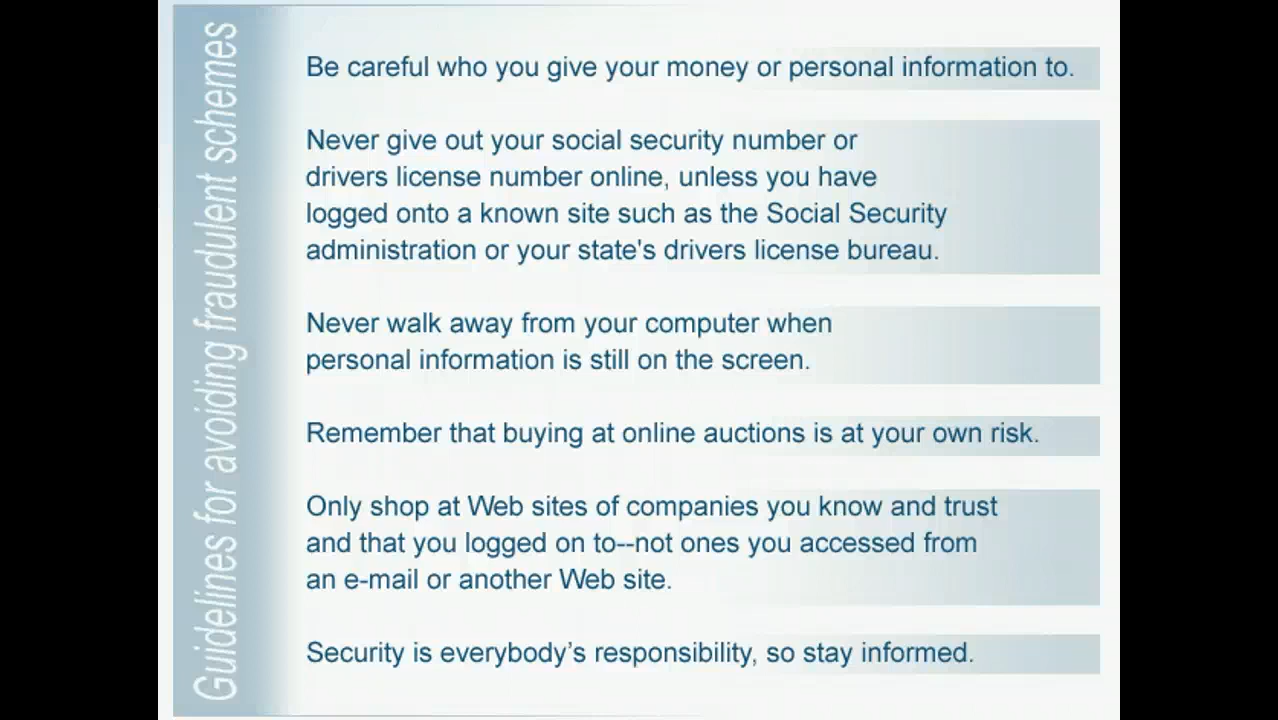 Guidelines for avoiding fraudulent schemes
Be careful who you give your money or personal information to.
Never give out your social security number or
drivers license number online, unless you have
logged onto a known site such as the Social Security
administration or your state's drivers license bureau.
Never walk away from your computer when
personal information is still on the screen.
Remember that buying at online auctions is at your own risk.
Only shop at Web sites of companies you know and trust
and that you logged on to--not ones you accessed from
an e-mail or another Web site.
Security is everybody’s responsibility, so stay informed.